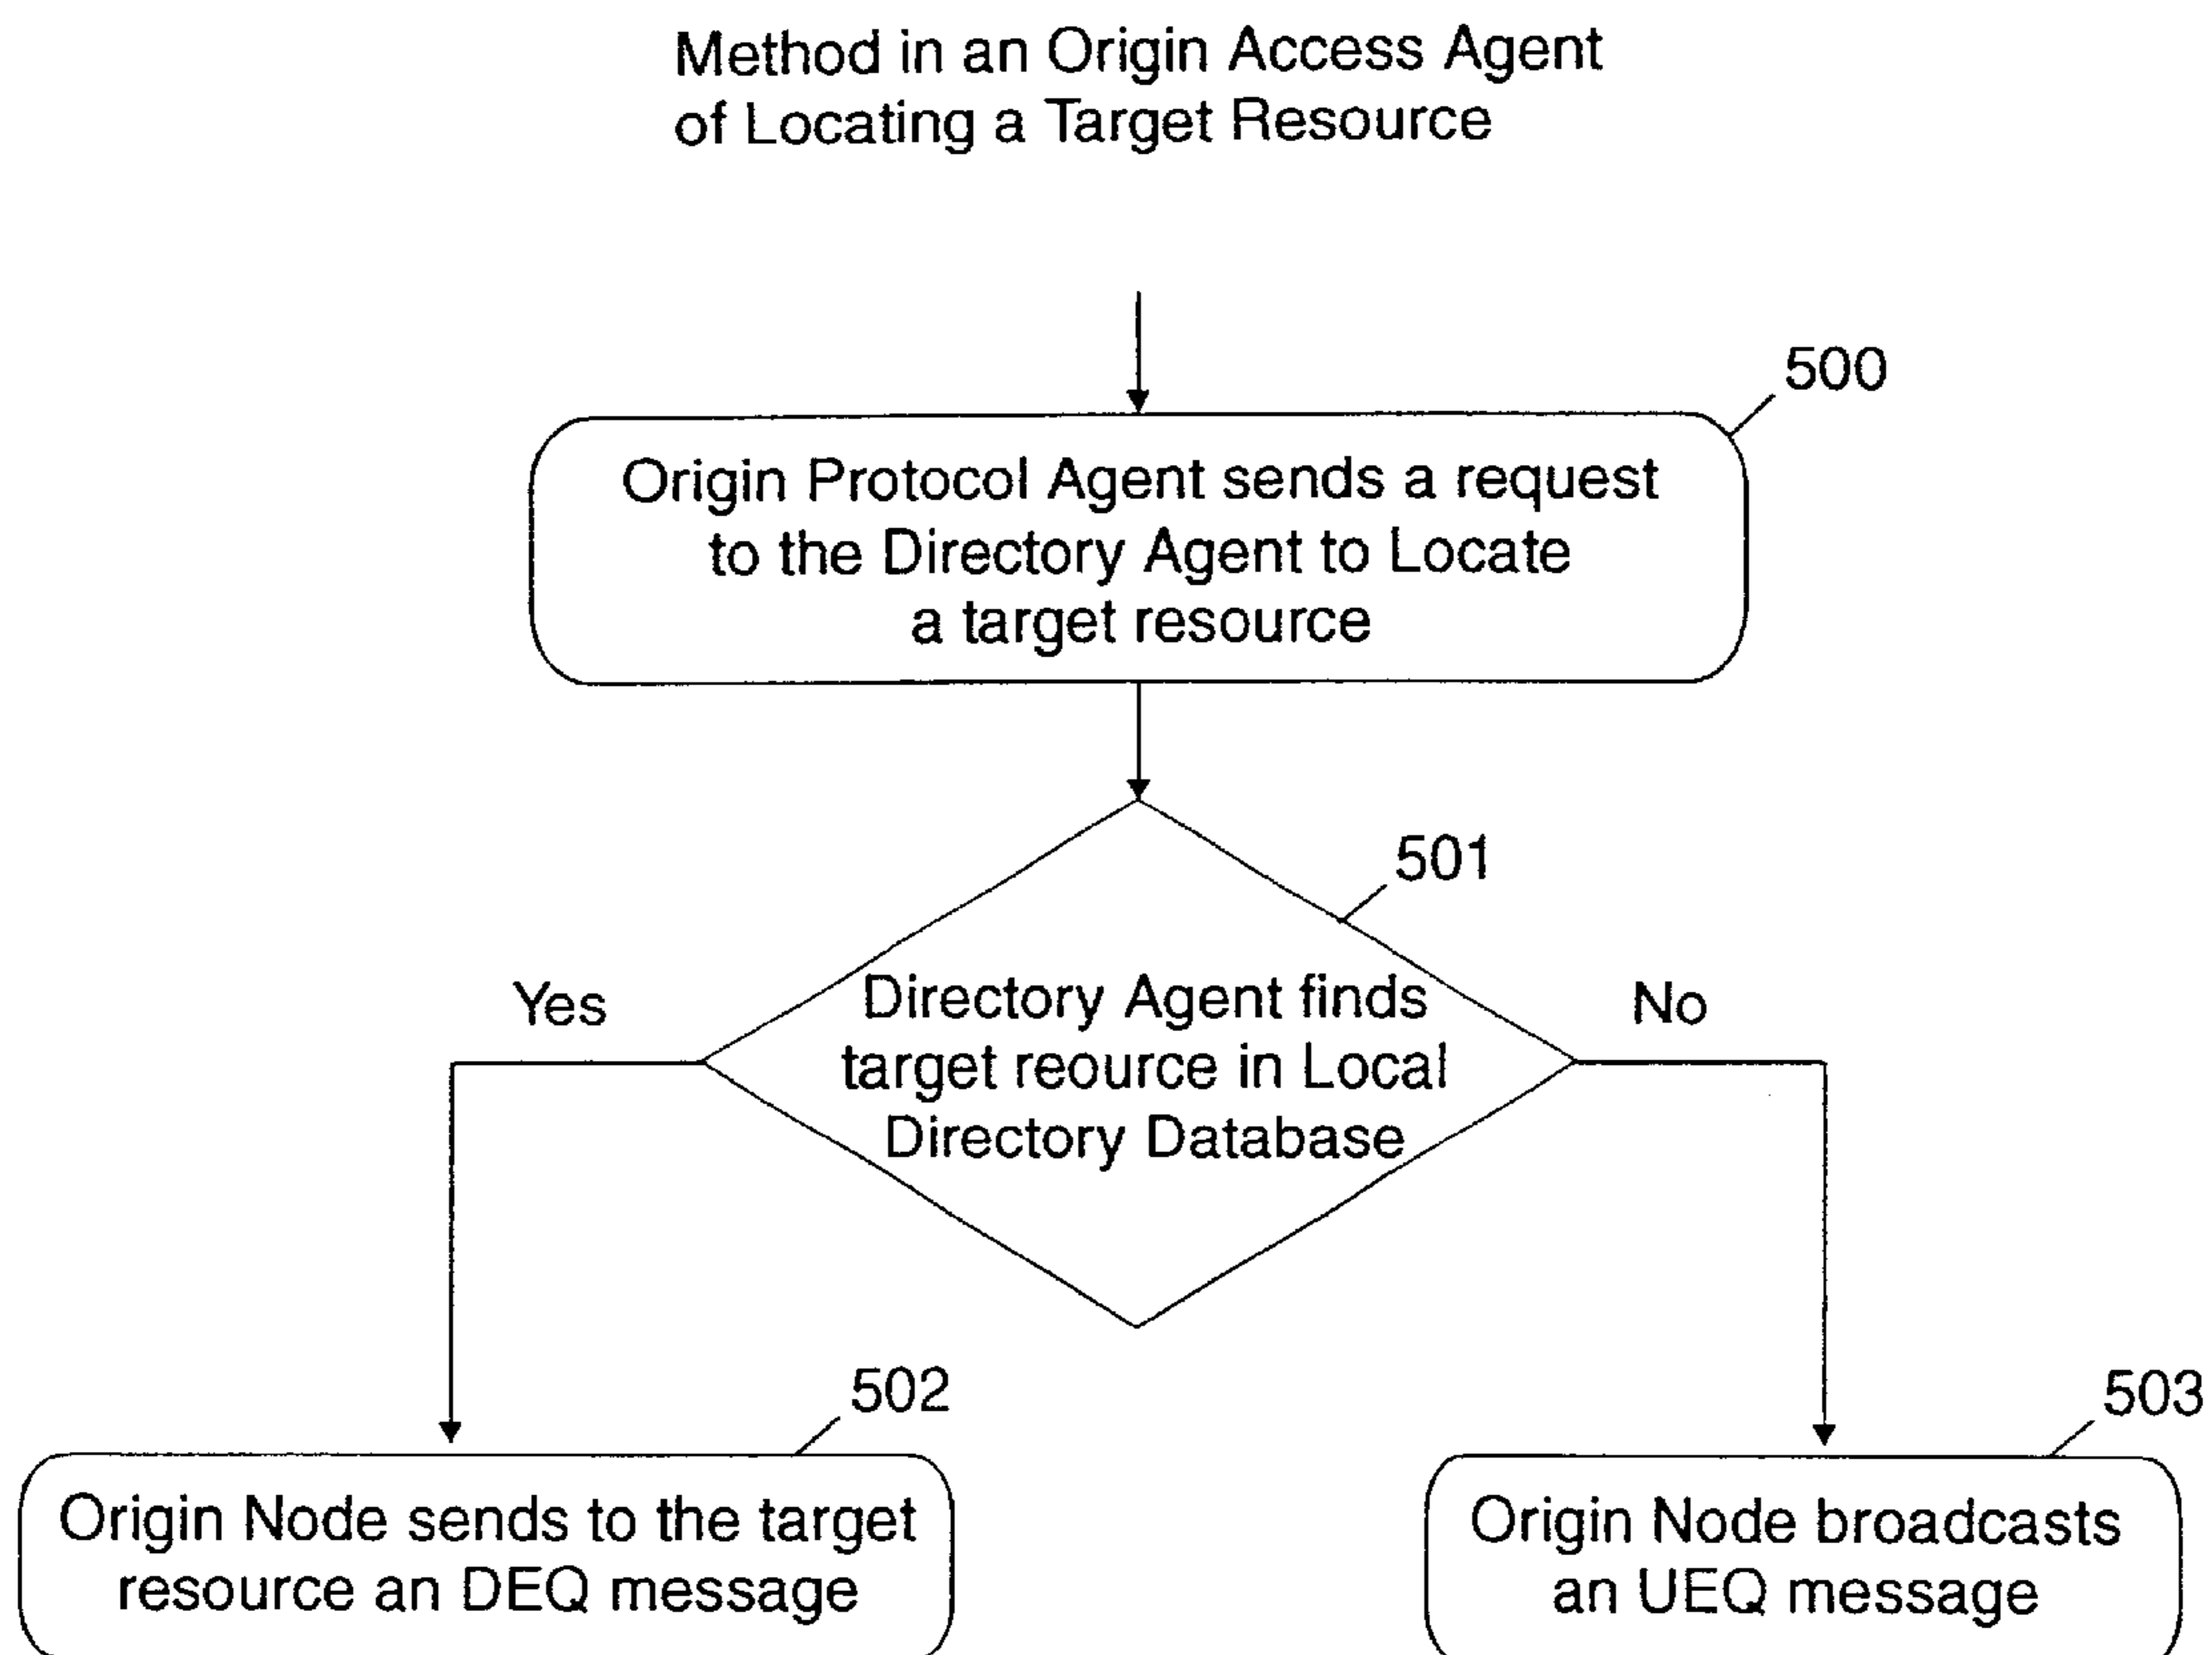 Method in an Origin Access Agent
of Locating a Target Resource
500
Origin Protocol Agent sends a request
to the Directory Agent to Locate
a target resource
501
Yes
No
Directory Agent finds
target reource in Local
Directory Database
502
503
Origin Node sends to the target
resource an DEQ message
Origin Node broadcasts
an UEQ message